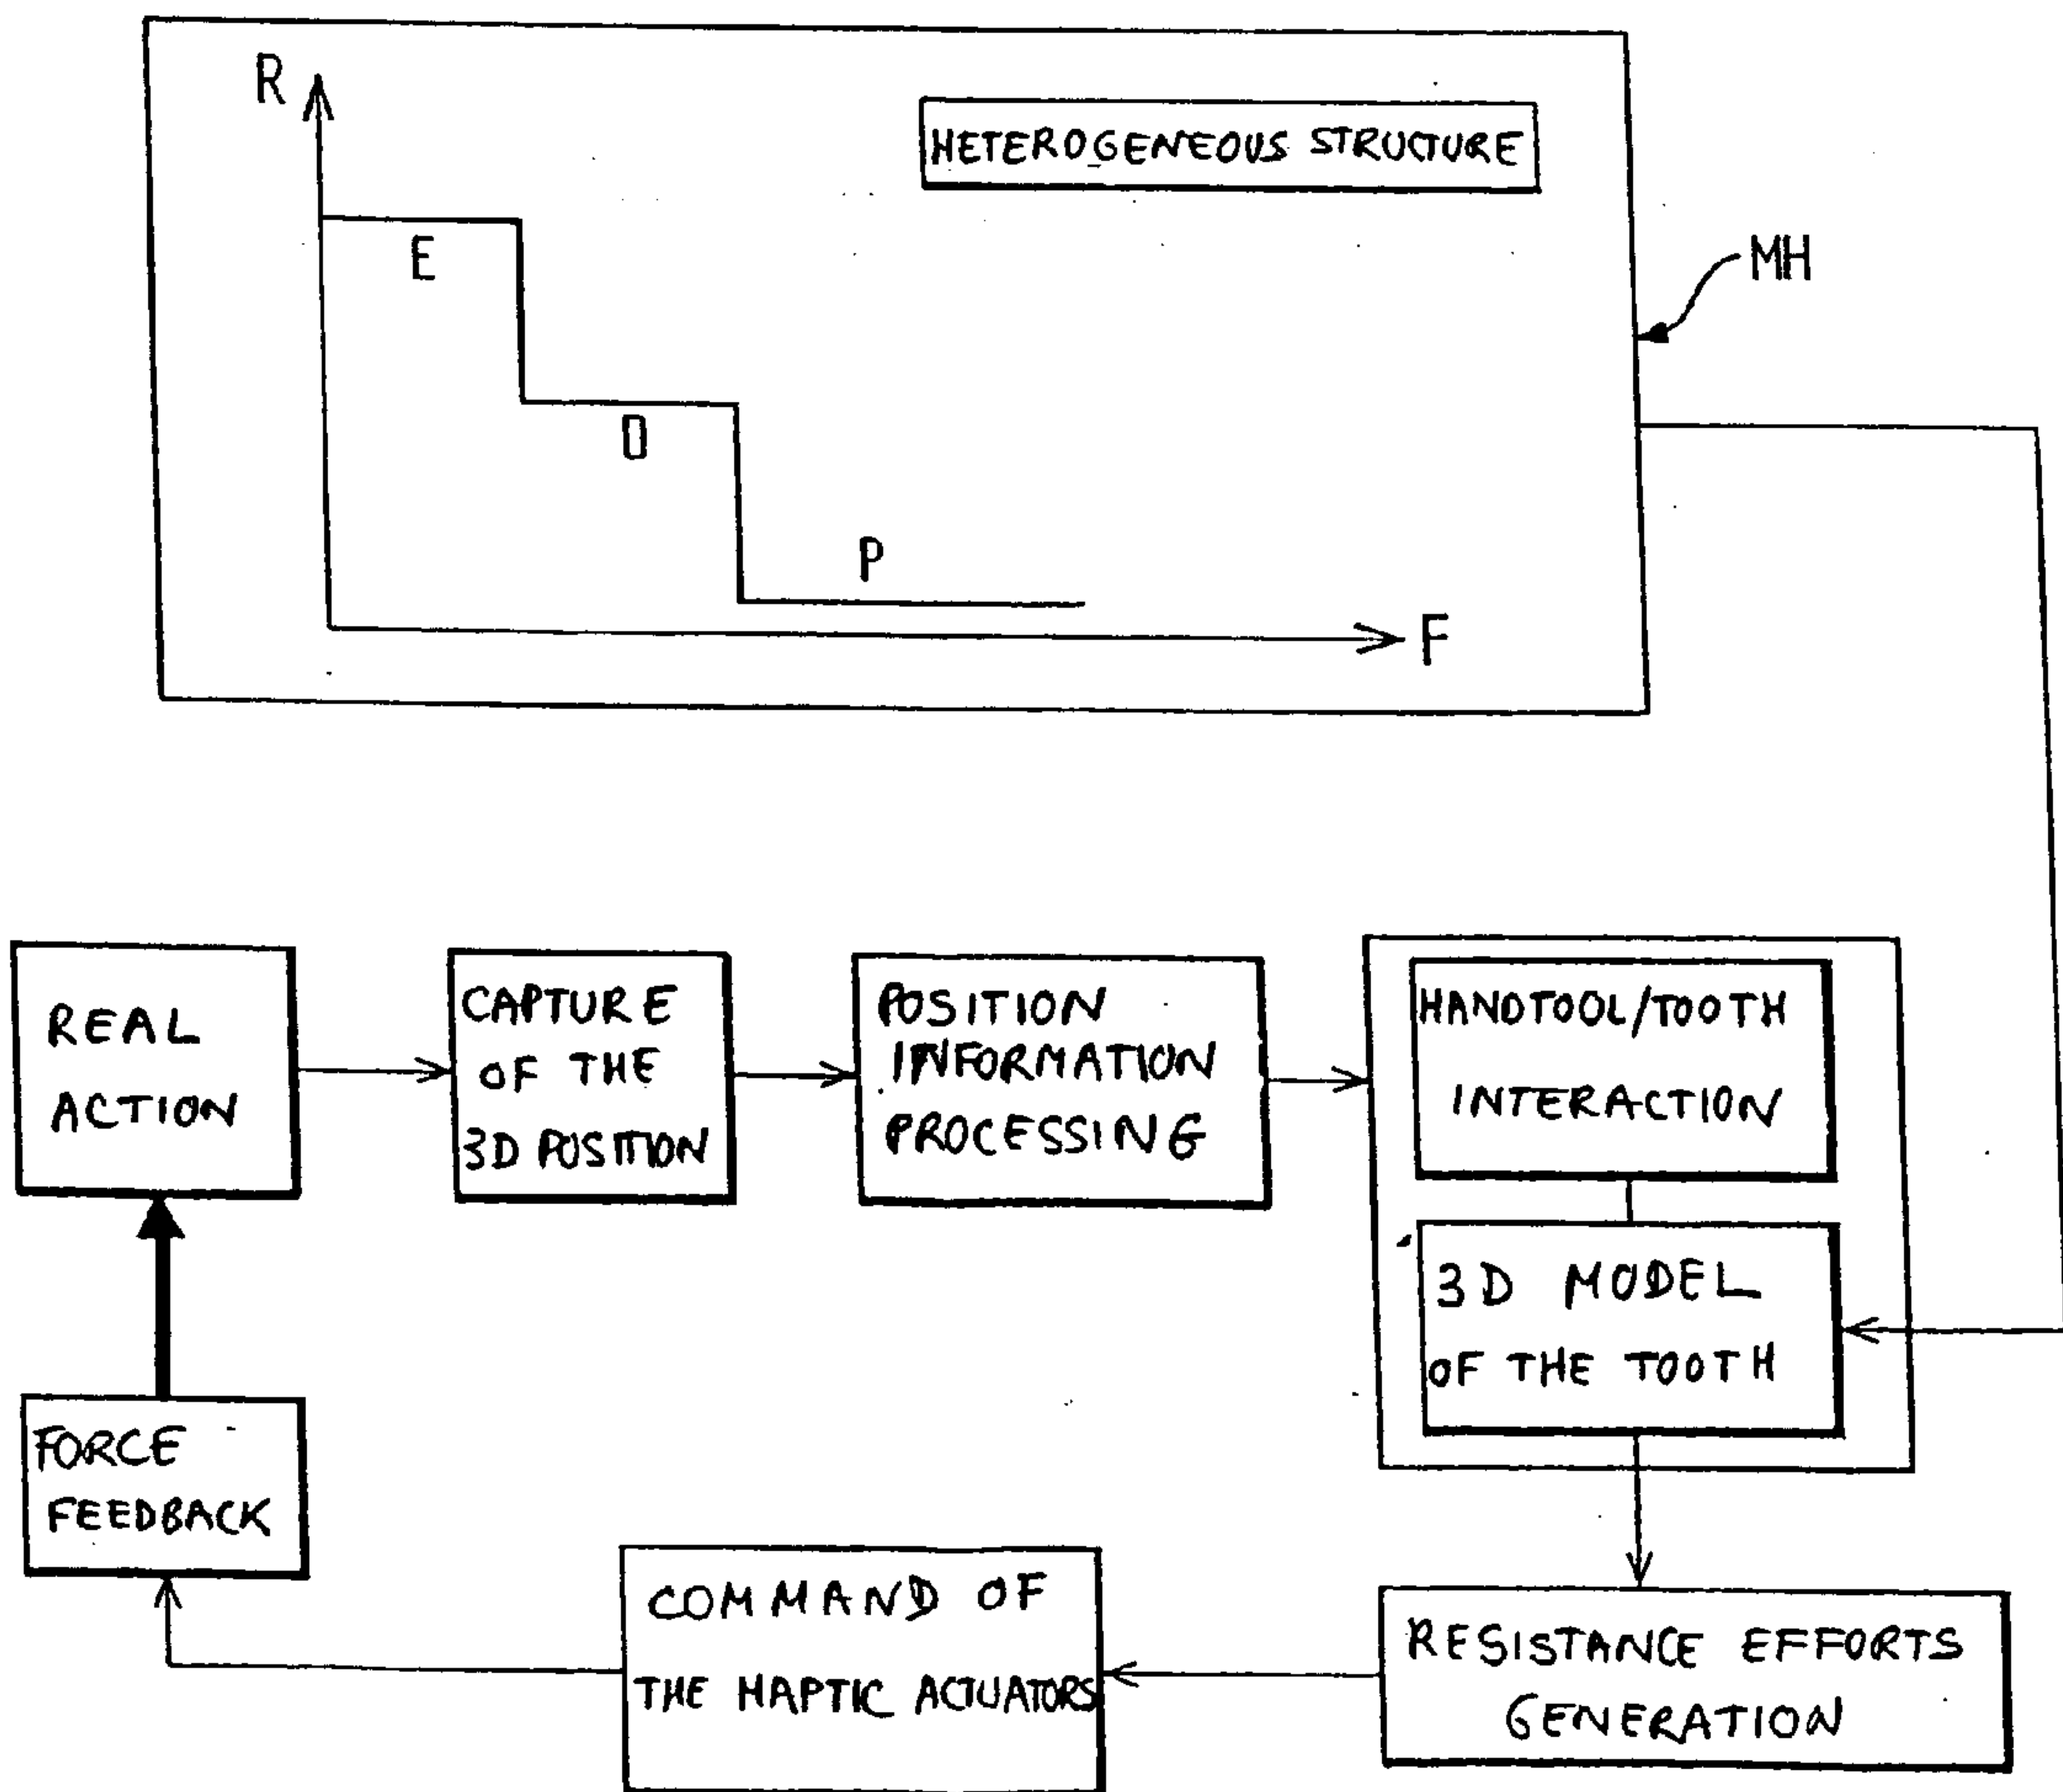 R
HETEROGENEOUS STRUCTURE
E
MH
D
P
F
REAL
ACTION
CAPTURE
OF THE
3D POSITION
POSITION
INFORMATION
PROCESSING
HANDTOOL/TOOTH
INTERACTION
3D MODEL
OF THE TOOTH
FORCE
FEEDBACK
COMMAND OF
THE HAPTIC ACTUATORS
RESISTANCE EFFORTS
GENERATION